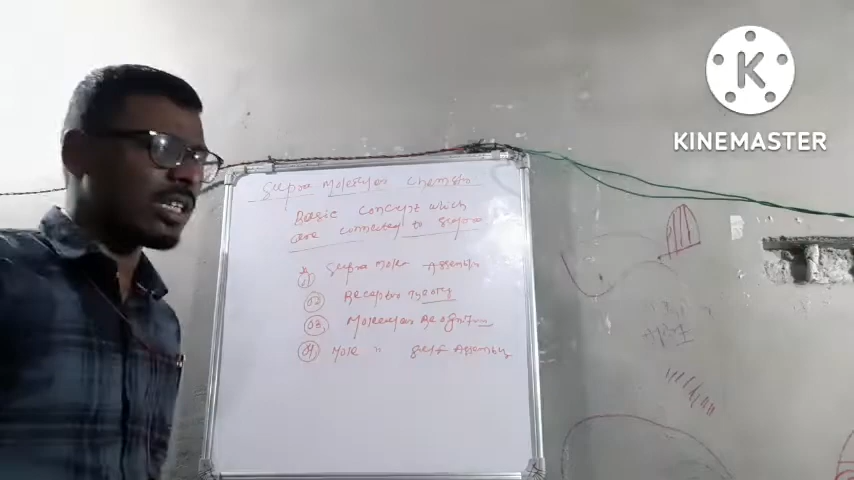 Supra Molecular Chemistry
Basic concept which
are connected to supra
01 Supra Molec Assembly
02 Receptor Theory
03. Molecular Recognition
04 Mole " Self Assembly
K
KINEMASTER